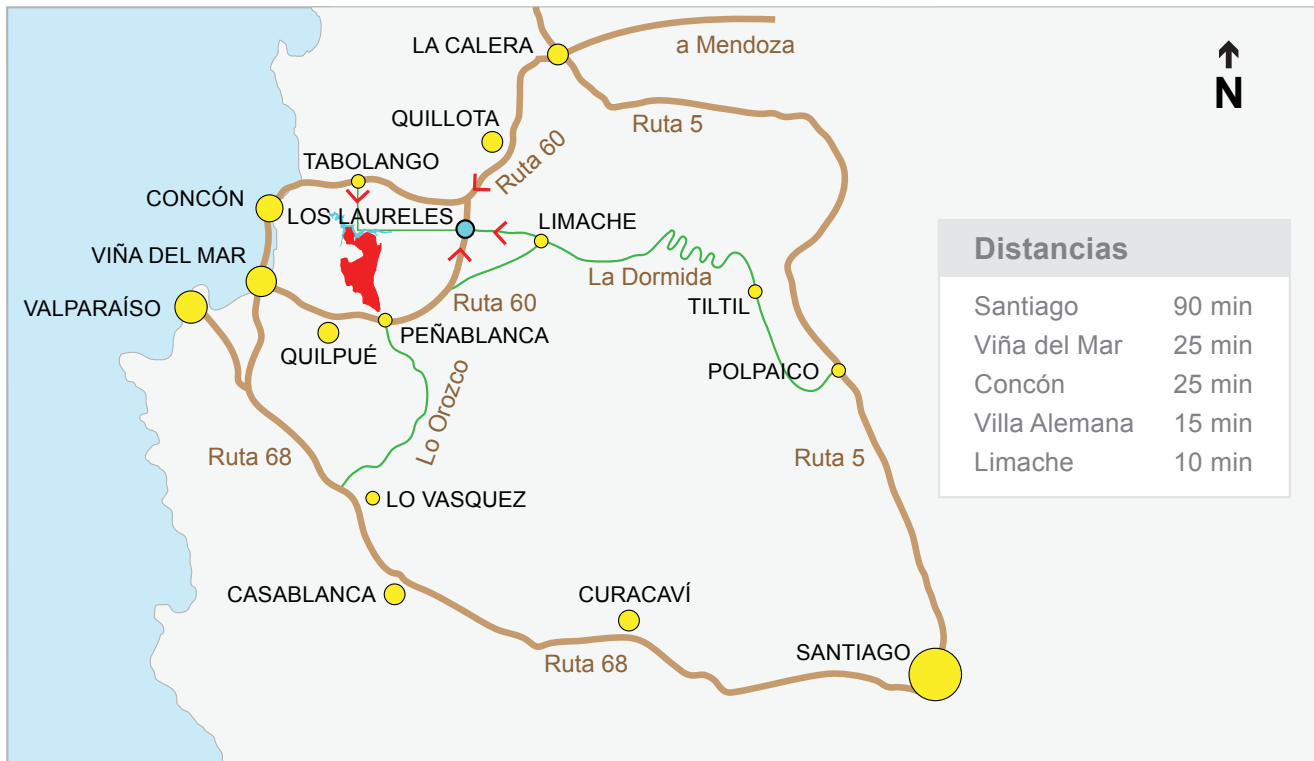 LA CALERA
a Mendoza
N
QUILLOTA
Ruta 5
Ruta 60
TABOLANGO
CONCÓN
LOS LAURELES
LIMACHE
VIÑA DEL MAR
La Dormida
VALPARAÍSO
Ruta 60
TILTIL
PEÑABLANCA
QUILPUÉ
POLPAICO
Lo Orozco
Ruta 68
Ruta 5
LO VASQUEZ
CASABLANCA
CURACAVÍ
SANTIAGO
Ruta 68
Distancias
Santiago 90 min
Viña del Mar 25 min
Concón 25 min
Villa Alemana 15 min
Limache 10 min